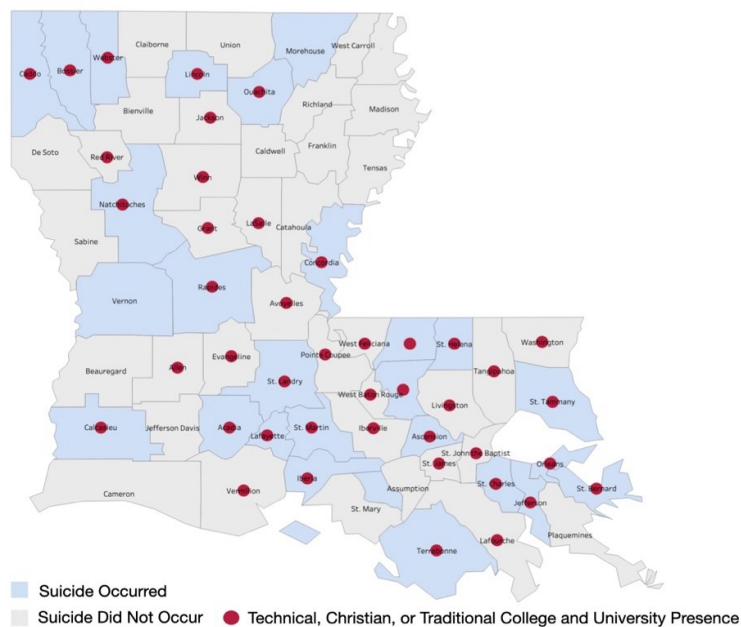 Claiborne
Union
Morehouse
West Carroll
Webster
Caddo
Bossier
Lincoln
Ouachita
Richland
Madison
Bienville
Jackson
De Soto
Red River
Caldwell
Franklin
Tensas
Winn
Natchitoches
Grant
LaSalle
Catahoula
Sabine
Concordia
Rapides
Vernon
Avoyelles
West Feliciana
St. Helena
Washington
Pointe Coupee
Evangeline
Beauregard
Allen
Tangipahoa
St. Landry
West Baton Rouge
Livingston
St. Tammany
Calcasieu
Jefferson Davis
Acadia
Lafayette
St. Martin
Iberville
Ascension
St. John the Baptist
St. James
Orleans
Cameron
Vermilion
Iberia
Assumption
St. Charles
St. Bernard
Jefferson
St. Mary
Plaquemines
Lafourche
Terrebonne
Suicide Occurred
Suicide Did Not Occur
Technical, Christian, or Traditional College and University Presence